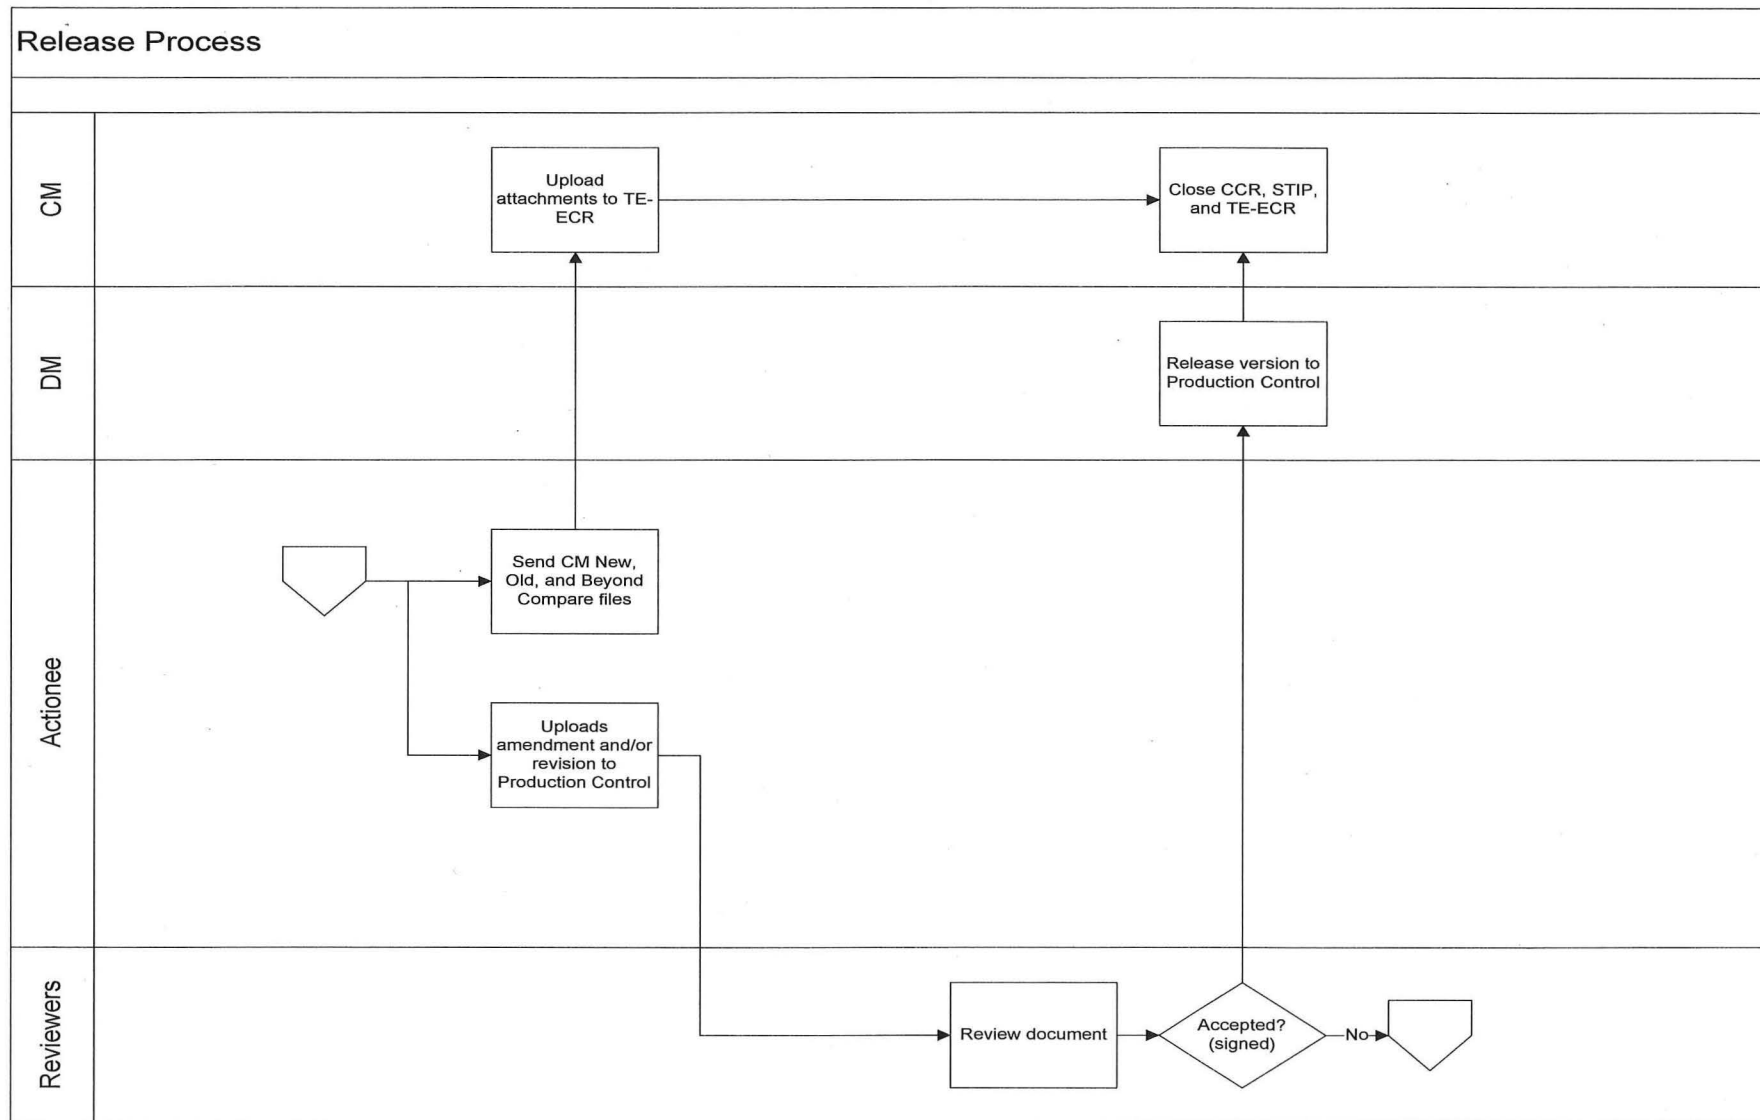 Release Process
CM
Upload
attachments to TE-
ECR
Close CCR, STIP,
and TE-ECR
DM
Release version to
Production Control
Actionee
Send CM New,
Old, and Beyond
Compare files
Uploads
amendment and/or
revision to
Production Control
Reviewers
Review document
Accepted?
(signed)
No